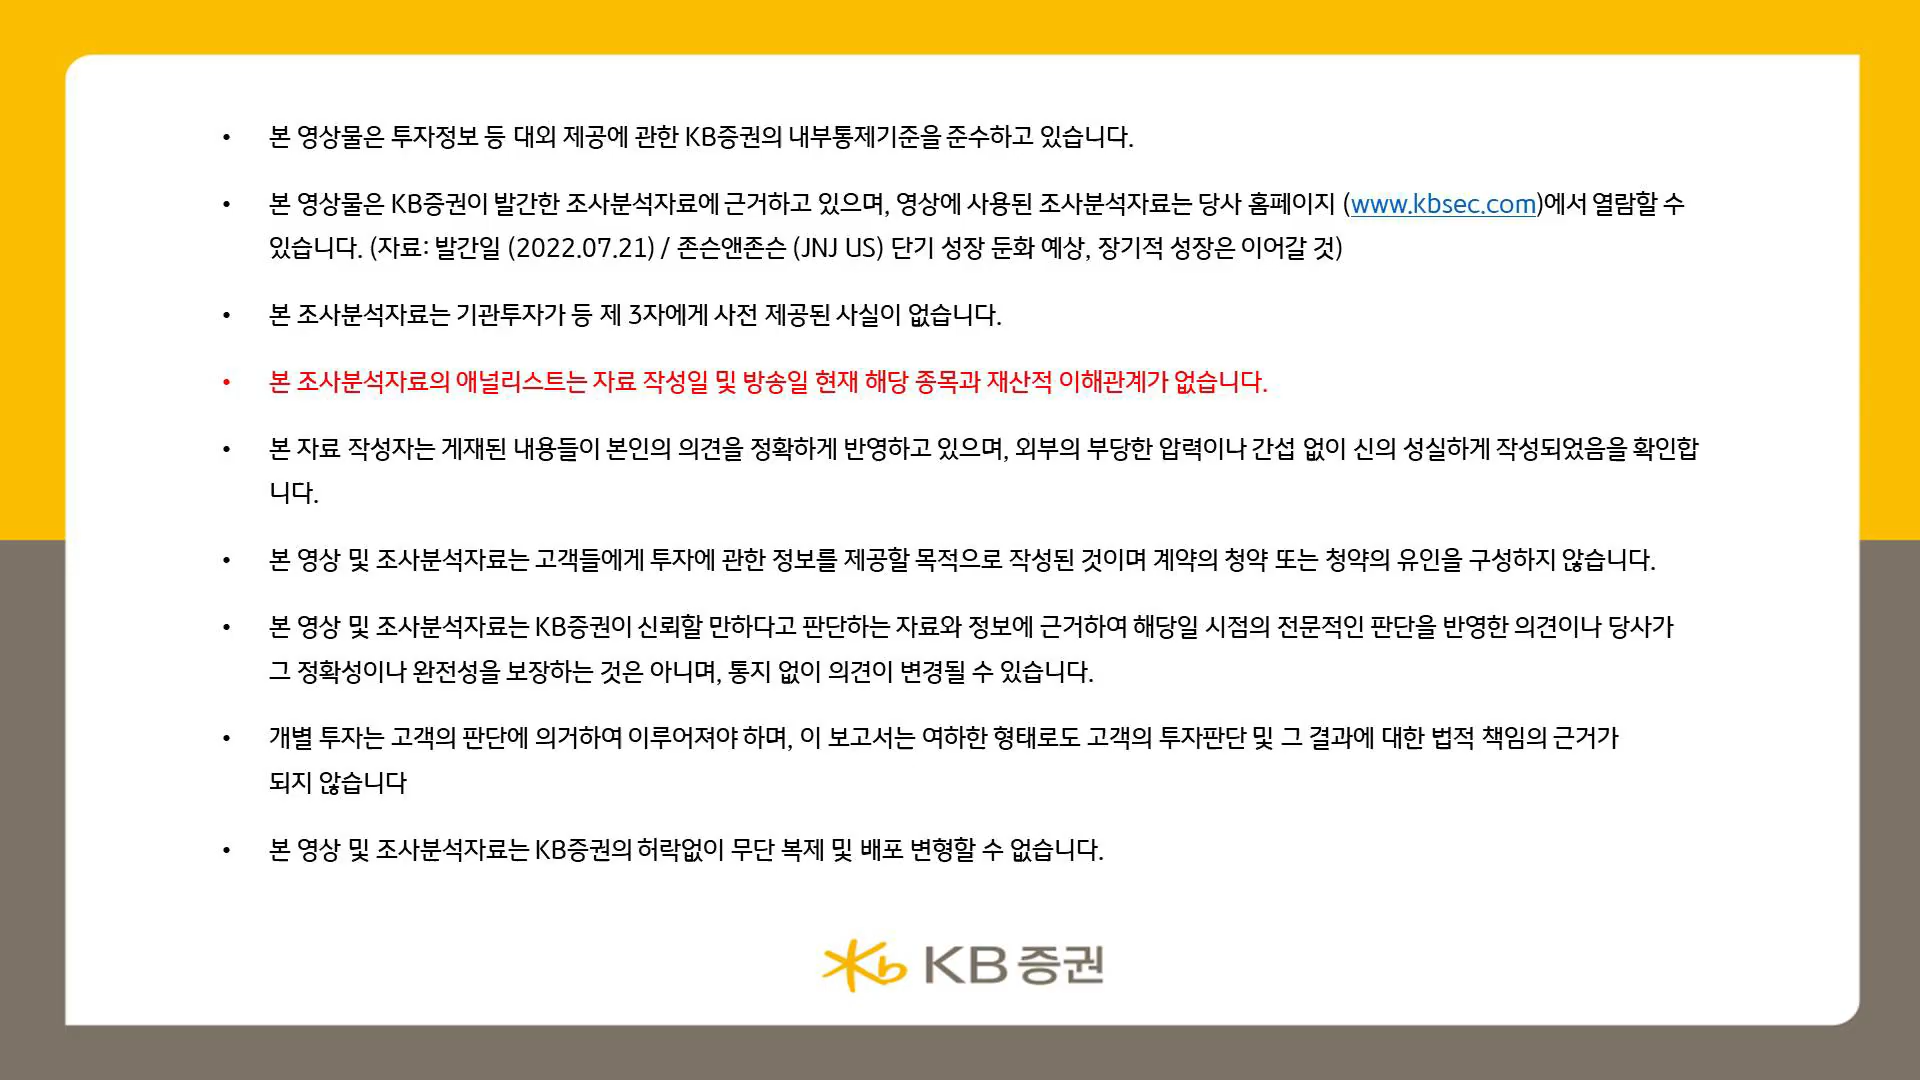 • 본 영상물은 투자정보 등 대외 제공에 관한 KB증권의 내부통제기준을 준수하고 있습니다.
• 본 영상물은 KB증권이 발간한 조사분석자료에 근거하고 있으며, 영상에 사용된 조사분석자료는 당사 홈페이지 (www.kbsec.com)에서 열람할 수
있습니다. (자료: 발간일 (2022.07.21) / 존슨앤존슨 (JNJ US) 단기 성장 둔화 예상, 장기적 성장은 이어갈 것)
• 본 조사분석자료는 기관투자가 등 제 3자에게 사전 제공된 사실이 없습니다.
• 본 조사분석자료의 애널리스트는 자료 작성일 및 방송일 현재 해당 종목과 재산적 이해관계가 없습니다.
• 본 자료 작성자는 게재된 내용들이 본인의 의견을 정확하게 반영하고 있으며, 외부의 부당한 압력이나 간섭 없이 신의 성실하게 작성되었음을 확인합
니다.
• 본 영상 및 조사분석자료는 고객들에게 투자에 관한 정보를 제공할 목적으로 작성된 것이며 계약의 청약 또는 청약의 유인을 구성하지 않습니다.
• 본 영상 및 조사분석자료는 KB증권이 신뢰할 만하다고 판단하는 자료와 정보에 근거하여 해당일 시점의 전문적인 판단을 반영한 의견이나 당사가
그 정확성이나 완전성을 보장하는 것은 아니며, 통지 없이 의견이 변경될 수 있습니다.
• 개별 투자는 고객의 판단에 의거하여 이루어져야 하며, 이 보고서는 여하한 형태로도 고객의 투자판단 및 그 결과에 대한 법적 책임의 근거가
되지 않습니다
• 본 영상 및 조사분석자료는 KB증권의 허락없이 무단 복제 및 배포 변형할 수 없습니다.
Kb KB증권